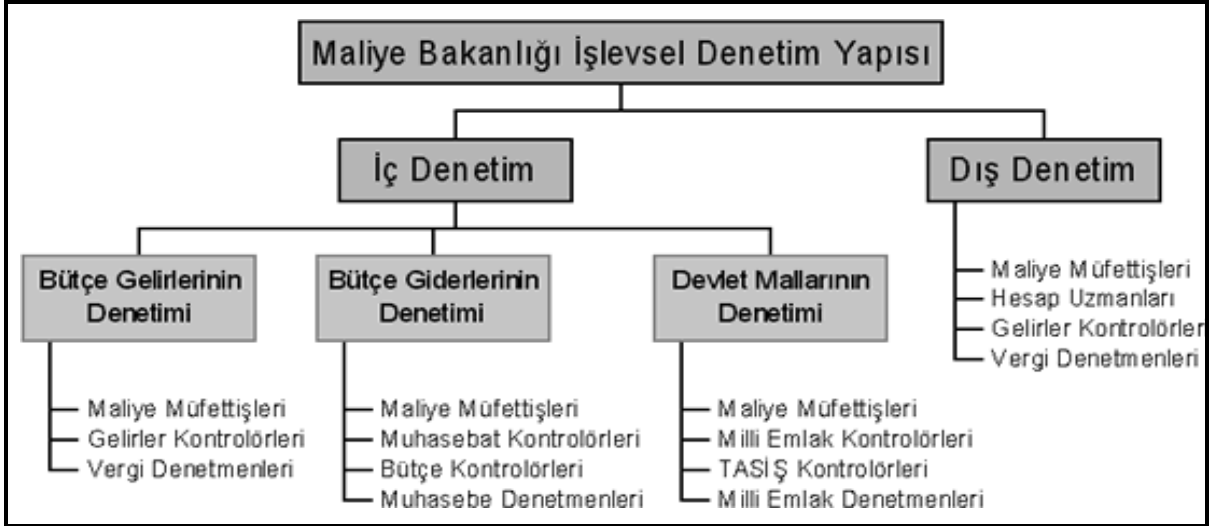 Maliye Bakanlığı İşlevsel Denetim Yapısı
İç Denetim
Dış Denetim
Bütçe Gelirlerinin
Denetimi
Maliye Müfettişleri
Gelirler Kontrolörleri
Vergi Denetmenleri
Bütçe Giderlerinin
Denetimi
Maliye Müfettişleri
Muhasebat Kontrolörleri
Bütçe Kontrolörleri
Muhasebe Denetmenleri
Devlet Mallarının
Denetimi
Maliye Müfettişleri
Milli Emlak Kontrolörleri
TASİŞ Kontrolörleri
Milli Emlak Denetmenleri
Maliye Müfettişleri
Hesap Uzmanları
Gelirler Kontrolörler
Vergi Denetmenleri